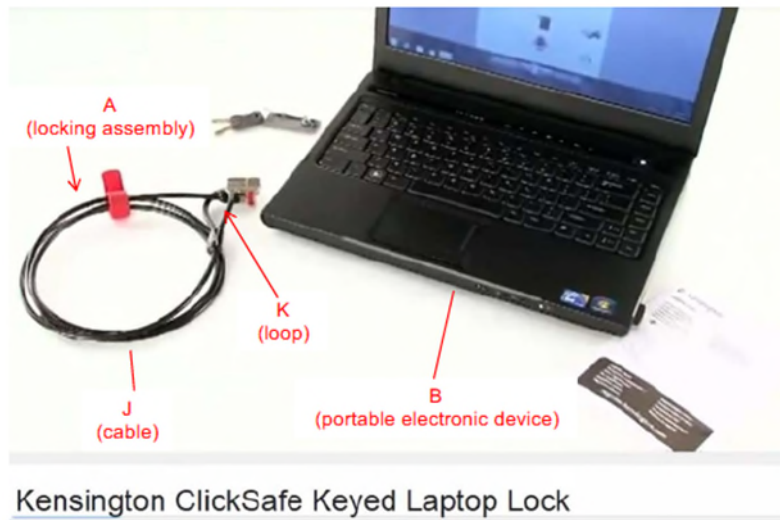 A
(locking assembly)
K
(loop)
J
(cable)
B
(portable electronic device)
Kensington ClickSafe Keyed Laptop Lock